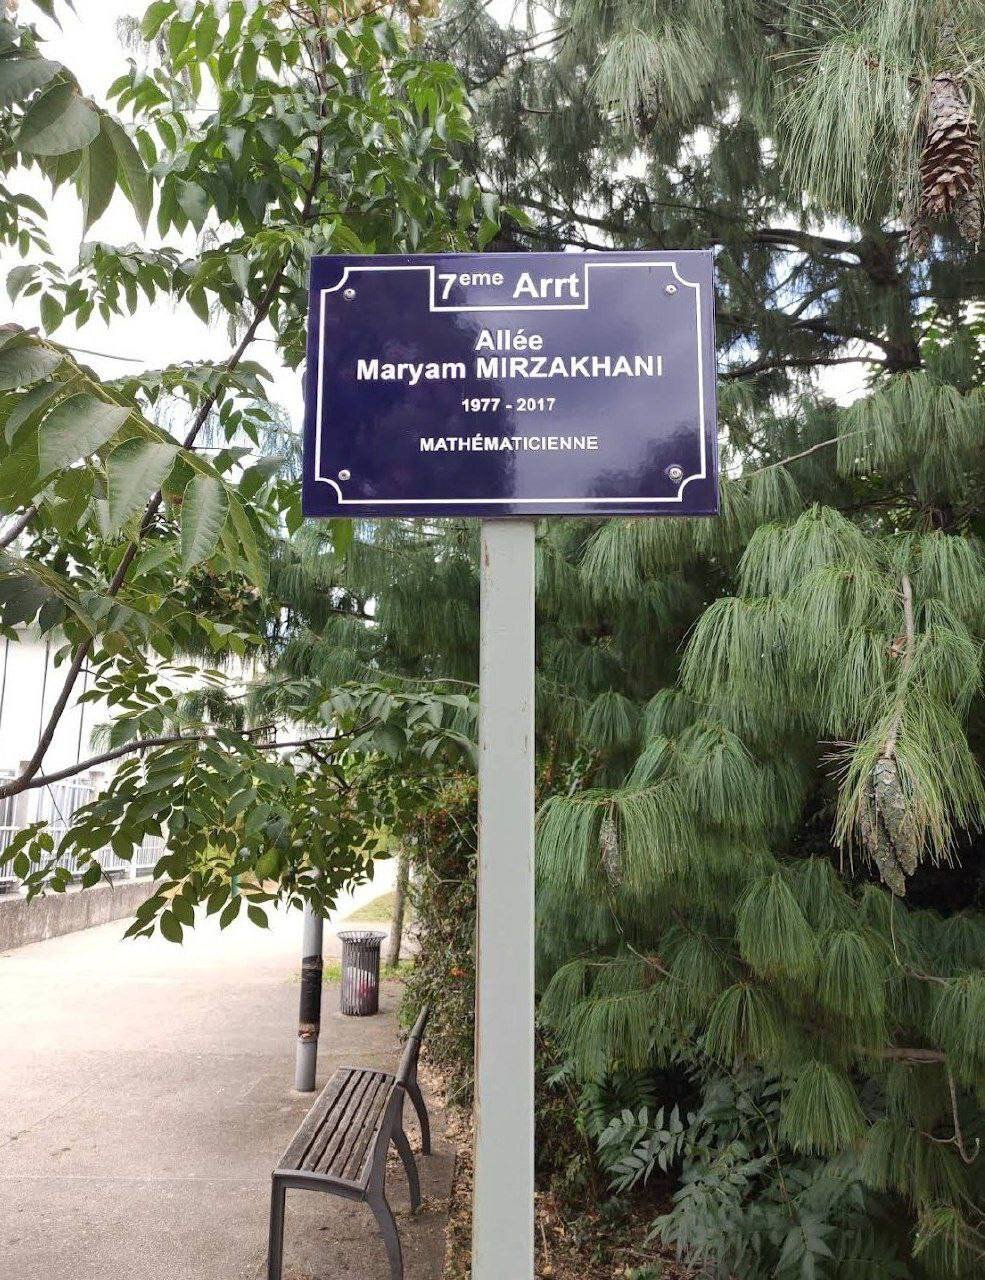 7eme Arrt
Allée
Maryam MIRZAKHANI
1977 - 2017
MATHÉMATICIENNE